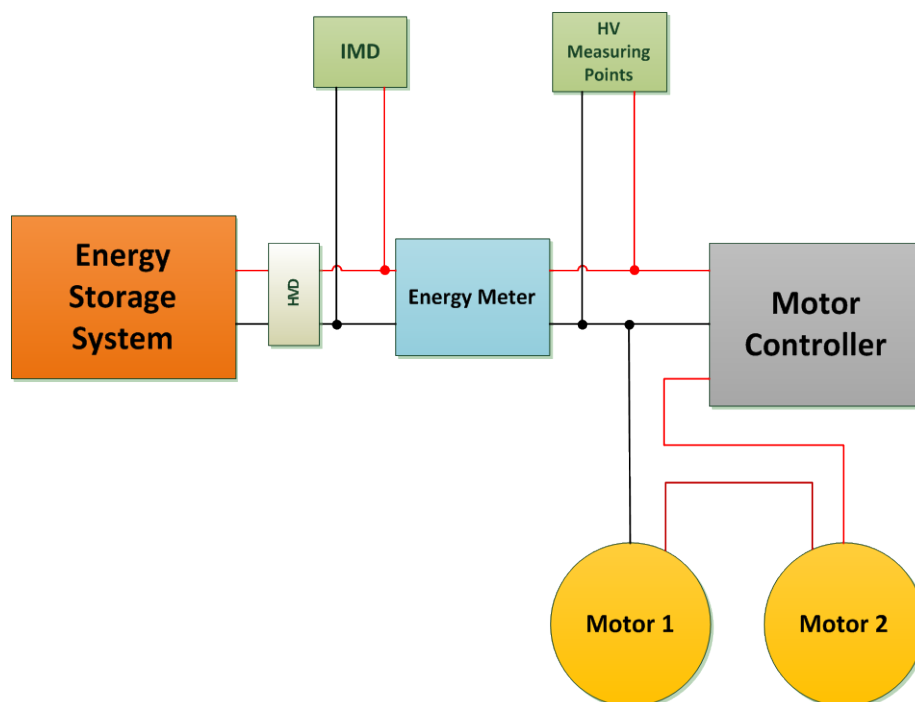 IMD
HV
Measuring
Points
Energy
Storage
System
HVD
Energy Meter
Motor
Controller
Motor 1
Motor 2